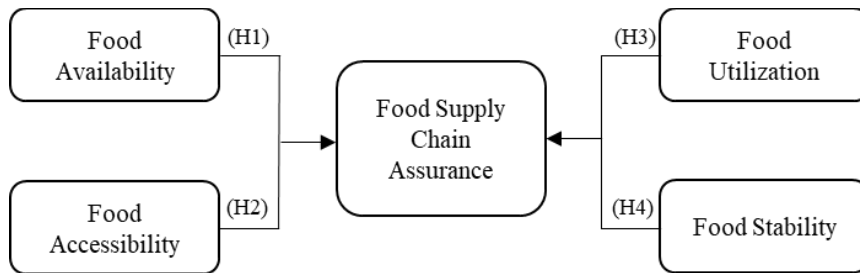 Food
Availability
(H1)
Food
Accessibility
(H2)
Food Supply
Chain
Assurance
(H3)
Food
Utilization
(H4)
Food Stability